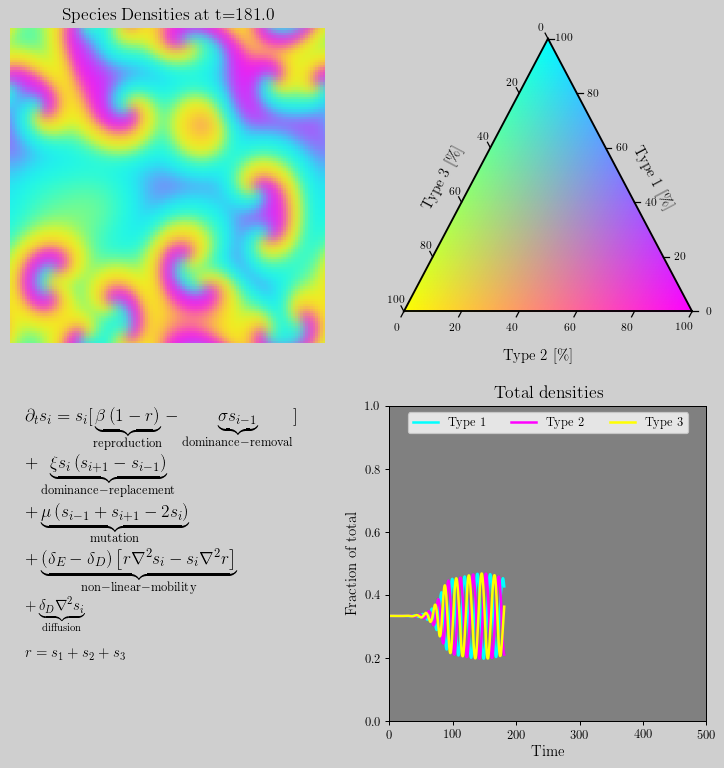 Species Densities at t=181.0
0
100
20
80
40
60
Type 3 [%]
Type 1 [%]
60
40
80
20
100
0
0
20
40
60
80
100
Type 2 [%]
∂ₜsᵢ = sᵢ[ β (1 − r) − σsᵢ₋₁ ]
reproduction dominance−removal
+ ξsᵢ (sᵢ₊₁ − sᵢ₋₁)
dominance−replacement
+ μ (sᵢ₋₁ + sᵢ₊₁ − 2sᵢ)
mutation
+ (δ_E − δ_D) [r∇²sᵢ − sᵢ∇²r]
non−linear−mobility
+ δ_D∇²sᵢ
diffusion
r = s₁ + s₂ + s₃
Total densities
Type 1 Type 2 Type 3
1.0
0.8
0.6
0.4
0.2
0.0
Fraction of total
0 100 200 300 400 500
Time